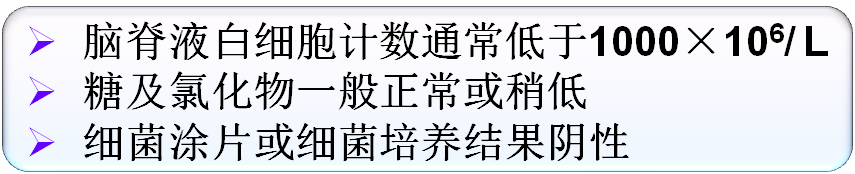 脑脊液白细胞计数通常低于1000×10⁶/ L
糖及氯化物一般正常或稍低
细菌涂片或细菌培养结果阴性